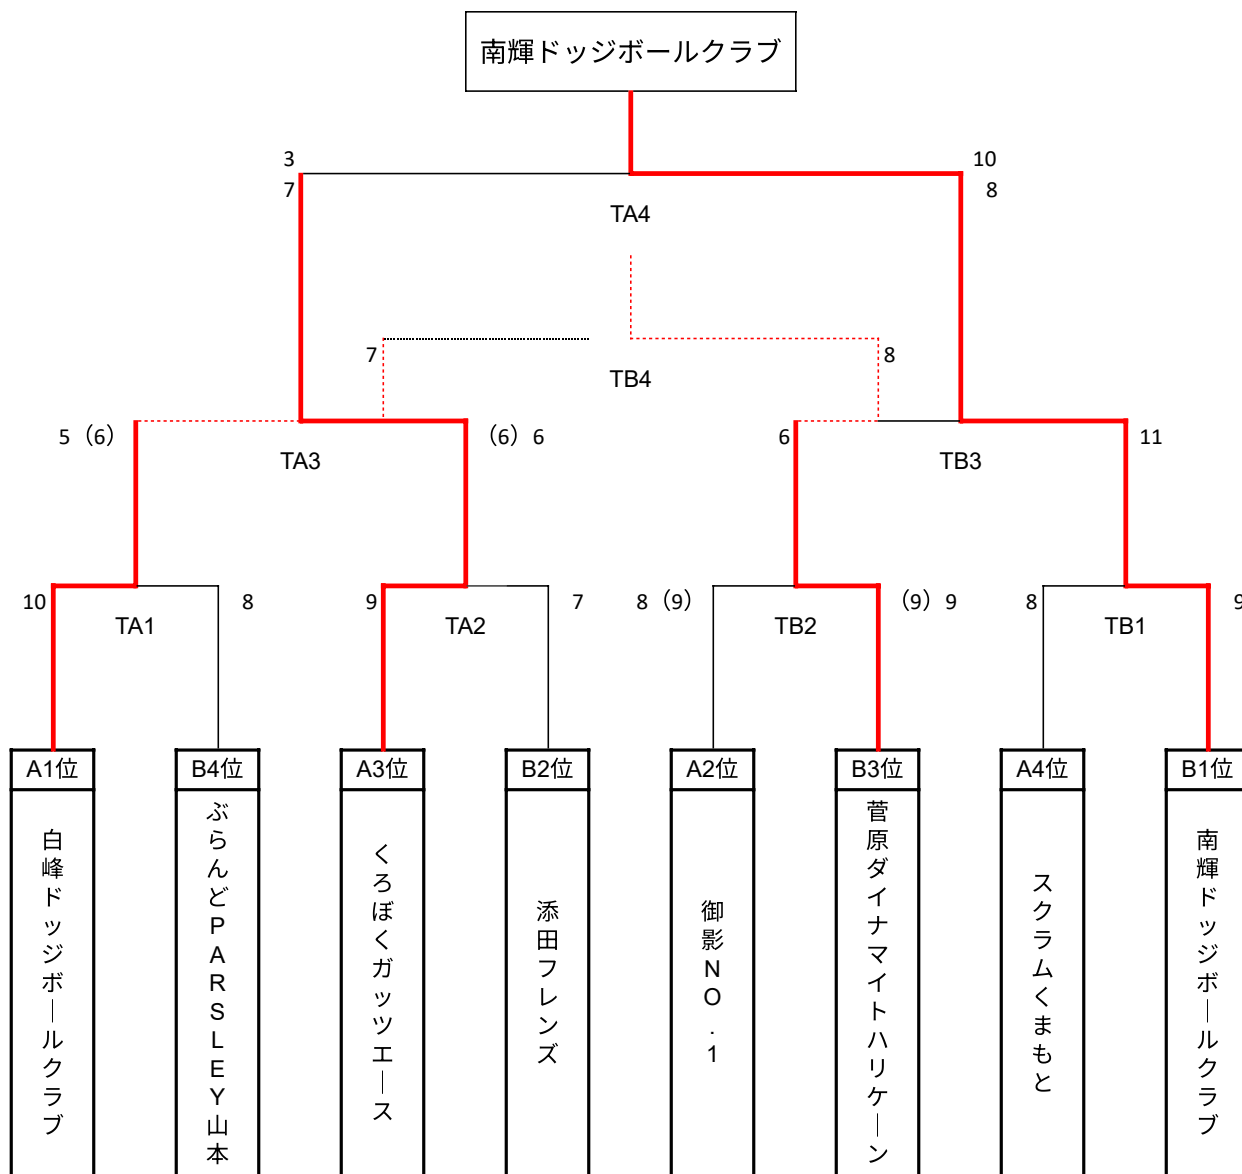 南輝ドッジボールクラブ
3
10
7
8
TA4
7
8
TB4
5（6）
（6）6
6
11
TA3
TB3
10
8
9
7
8（9）
（9）9
8
9
TA1
TA2
TB2
TB1
A1位
B4位
A3位
B2位
A2位
B3位
A4位
B1位
白峰ドッジボールクラブ
ぶらんどPARSLEY山本
くろぼくガッツエース
添田フレンズ
御影NO.1
菅原ダイナマイトハリケーン
スクラムくまもと
南輝ドッジボールクラブ